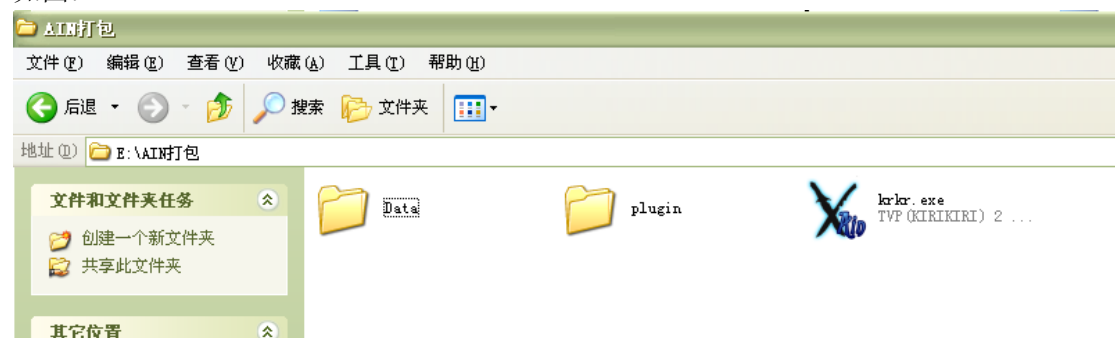 AIN打包
文件(F) 编辑(E) 查看(V) 收藏(A) 工具(T) 帮助(H)
后退 搜索 文件夹
地址(D) E:\AIN打包
文件和文件夹任务
创建一个新文件夹
共享此文件夹
其它位置
Data
plugin
krkr.exe
TVP(KIRIKIRI) 2 ...